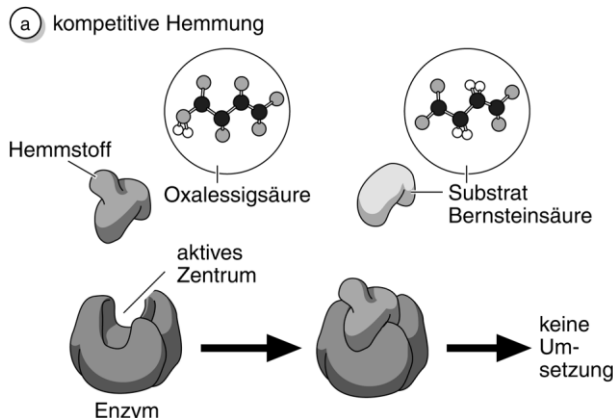 a kompetitive Hemmung
Hemmstoff
Oxalessigsäure
Substrat
Bernsteinsäure
aktives
Zentrum
Enzym
keine
Um-
setzung